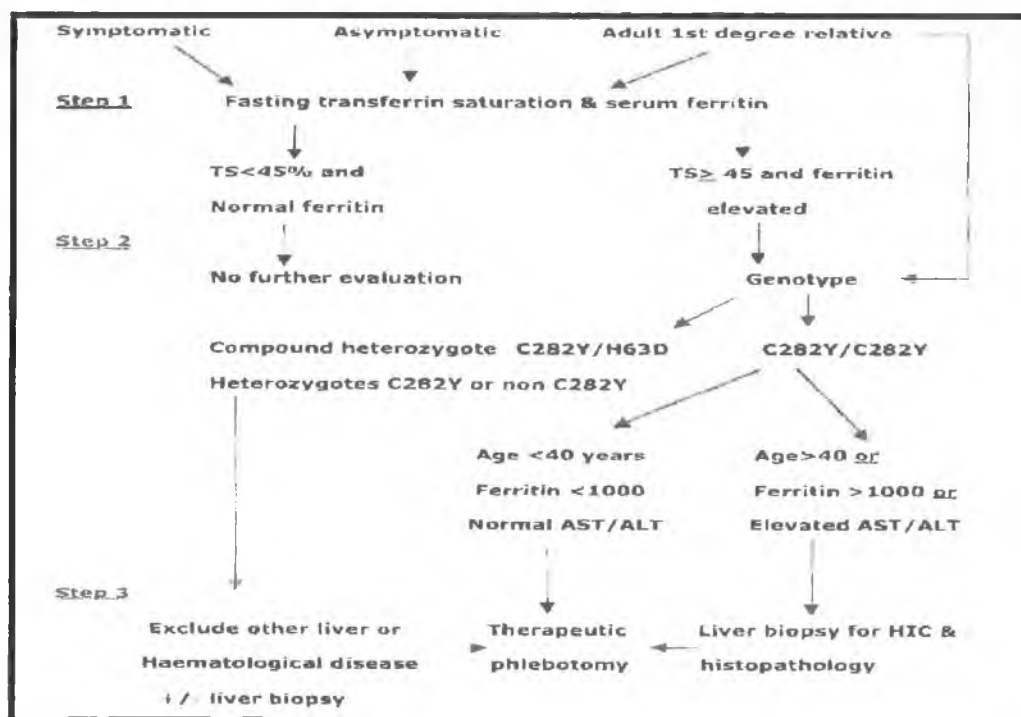 Symptomatic Asymptomatic Adult 1st degree relative
Step 1 Fasting transferrin saturation & serum ferritin
TS<45% and TS≥ 45 and ferritin
Normal ferritin elevated
Step 2
No further evaluation Genotype
Compound heterozygote C282Y/H63D C282Y/C282Y
Heterozygotes C282Y or non C282Y
Age <40 years Age>40 or
Ferritin <1000 Ferritin >1000 or
Normal AST/ALT Elevated AST/ALT
Step 3
Exclude other liver or Therapeutic Liver biopsy for HIC &
Haematological disease phlebotomy histopathology
+/- liver biopsy